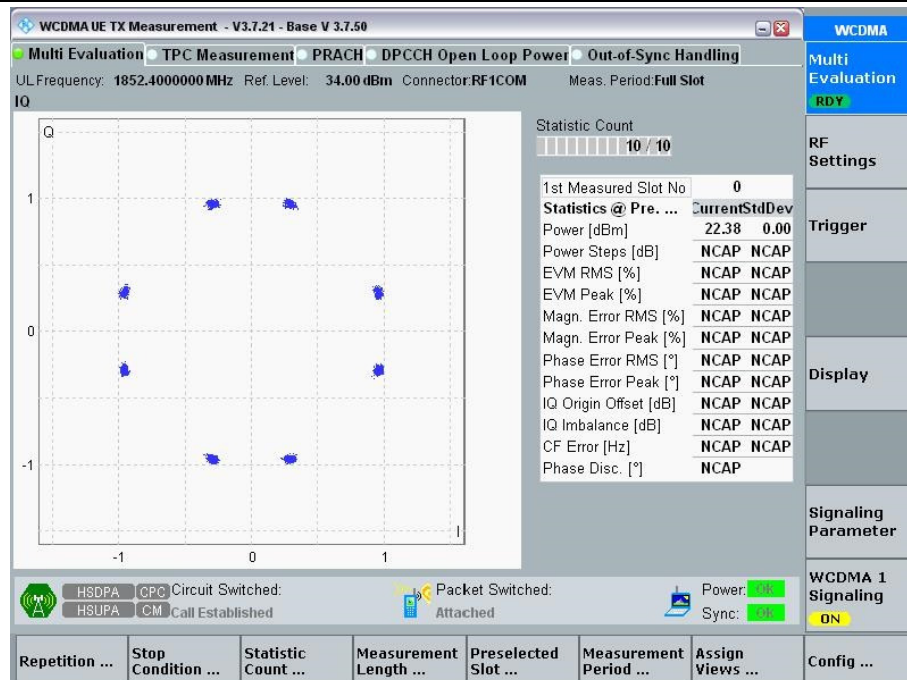 WCDMA UE TX Measurement - V3.7.21 - Base V 3.7.50
WCDMA
Multi Evaluation TPC Measurement PRACH DPCCH Open Loop Power Out-of-Sync Handling
Multi Evaluation
RDY
UL Frequency: 1852.4000000 MHz Ref. Level: 34.00 dBm Connector:RF1COM Meas. Period:Full Slot
IQ
Q
1
0
-1
-1 0 1
I
Statistic Count
10 / 10
1st Measured Slot No 0
Statistics @ Pre. ... CurrentStdDev
Power [dBm] 22.38 0.00
Power Steps [dB] NCAP NCAP
EVM RMS [%] NCAP NCAP
EVM Peak [%] NCAP NCAP
Magn. Error RMS [%] NCAP NCAP
Magn. Error Peak [%] NCAP NCAP
Phase Error RMS [°] NCAP NCAP
Phase Error Peak [°] NCAP NCAP
IQ Origin Offset [dB] NCAP NCAP
IQ Imbalance [dB] NCAP NCAP
CF Error [Hz] NCAP NCAP
Phase Disc. [°] NCAP
RF
Settings
Trigger
Display
Signaling
Parameter
WCDMA 1
Signaling
ON
HSDPA CPC Circuit Switched: Packet Switched: Power: OK
HSUPA CM Call Established Attached Sync: OK
Repetition ...
Stop
Condition ...
Statistic
Count ...
Measurement
Length ...
Preselected
Slot ...
Measurement
Period ...
Assign
Views ...
Config ...